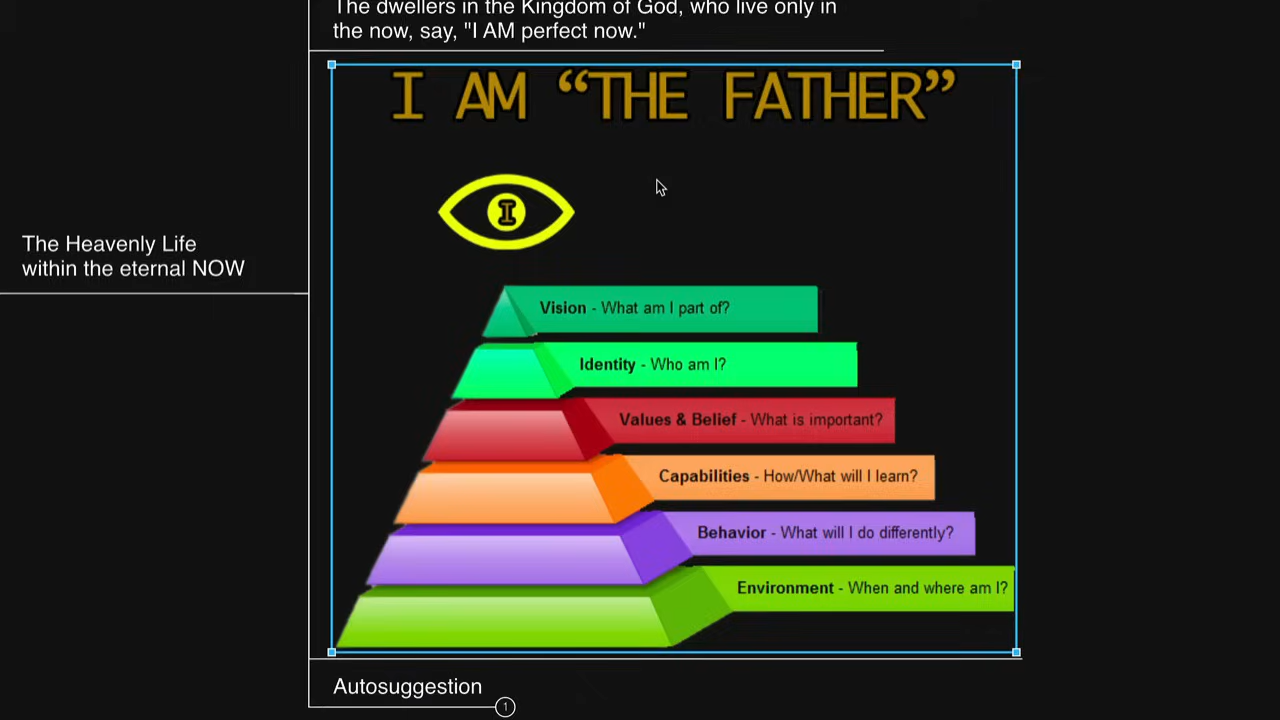 The dwellers in the Kingdom of God, who live only in
the now, say, "I AM perfect now."
I AM “THE FATHER”
I
The Heavenly Life
within the eternal NOW
Vision - What am I part of?
Identity - Who am I?
Values & Belief - What is important?
Capabilities - How/What will I learn?
Behavior - What will I do differently?
Environment - When and where am I?
Autosuggestion
1